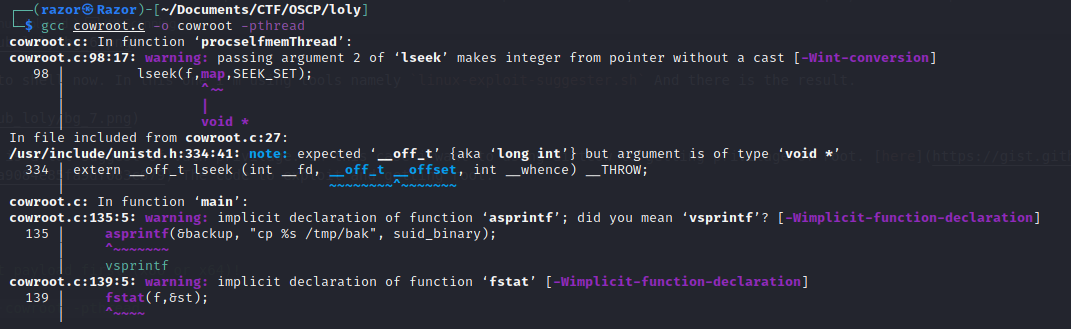 ┌──(razor㉿Razor)-[~/Documents/CTF/OSCP/loly]
└─$ gcc cowroot.c -o cowroot -pthread
cowroot.c: In function ‘procselfmemThread’:
cowroot.c:98:17: warning: passing argument 2 of ‘lseek’ makes integer from pointer without a cast [-Wint-conversion]
98 | lseek(f,map,SEEK_SET);
| ^~~
| |
| void *
In file included from cowroot.c:27:
/usr/include/unistd.h:334:41: note: expected ‘__off_t’ {aka ‘long int’} but argument is of type ‘void *’
334 | extern __off_t lseek (int __fd, __off_t __offset, int __whence) __THROW;
| ~~~~~~~~^~~~~~~~
cowroot.c: In function ‘main’:
cowroot.c:135:5: warning: implicit declaration of function ‘asprintf’; did you mean ‘vsprintf’? [-Wimplicit-function-declaration]
135 | asprintf(&backup, "cp %s /tmp/bak", suid_binary);
| ^~~~~~~~
| vsprintf
cowroot.c:139:5: warning: implicit declaration of function ‘fstat’ [-Wimplicit-function-declaration]
139 | fstat(f,&st);
| ^~~~~